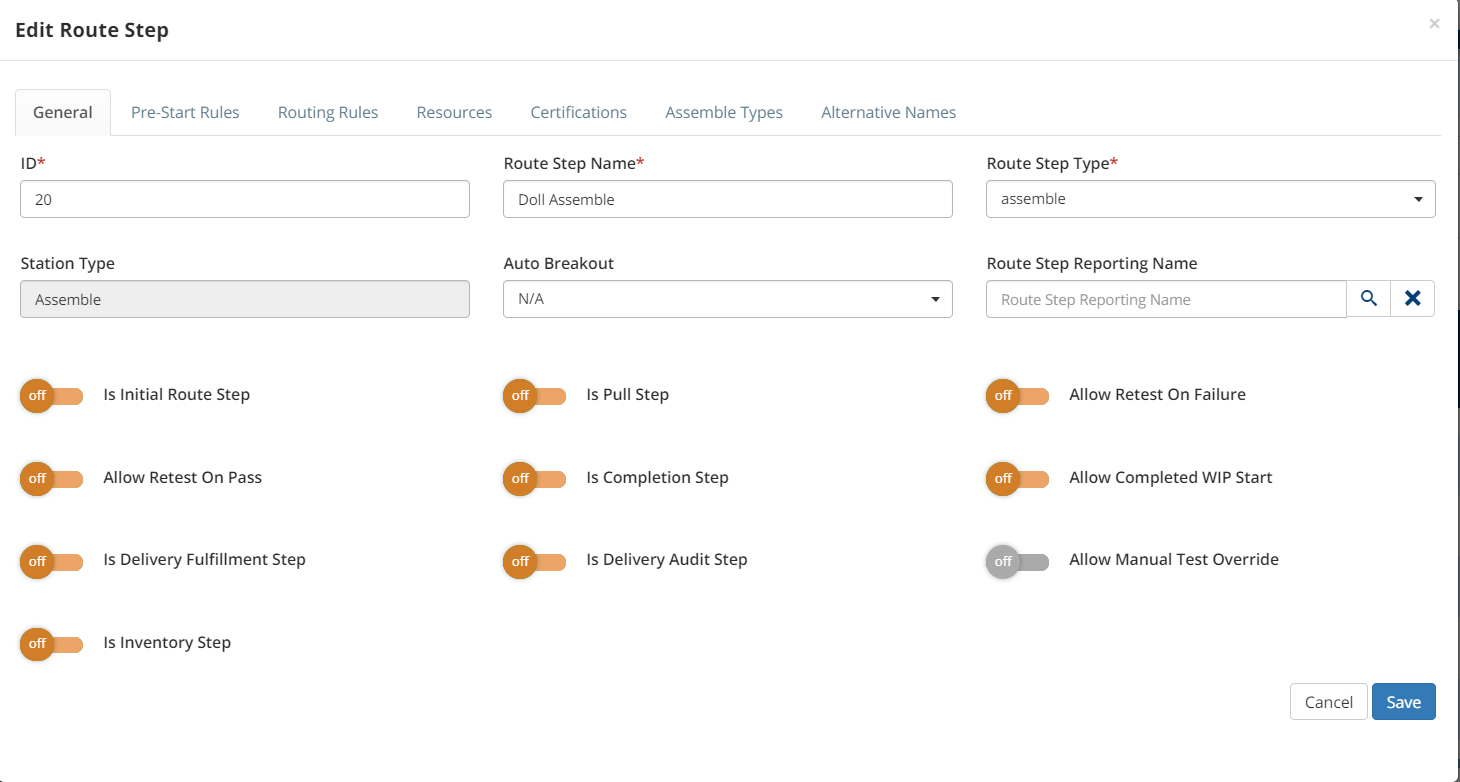 Edit Route Step
×
General Pre-Start Rules Routing Rules Resources Certifications Assemble Types Alternative Names
ID* Route Step Name* Route Step Type*
20 Doll Assemble assemble
Station Type Auto Breakout Route Step Reporting Name
Assemble N/A Route Step Reporting Name
off Is Initial Route Step off Is Pull Step off Allow Retest On Failure
off Allow Retest On Pass off Is Completion Step off Allow Completed WIP Start
off Is Delivery Fulfillment Step off Is Delivery Audit Step off Allow Manual Test Override
off Is Inventory Step
Cancel Save